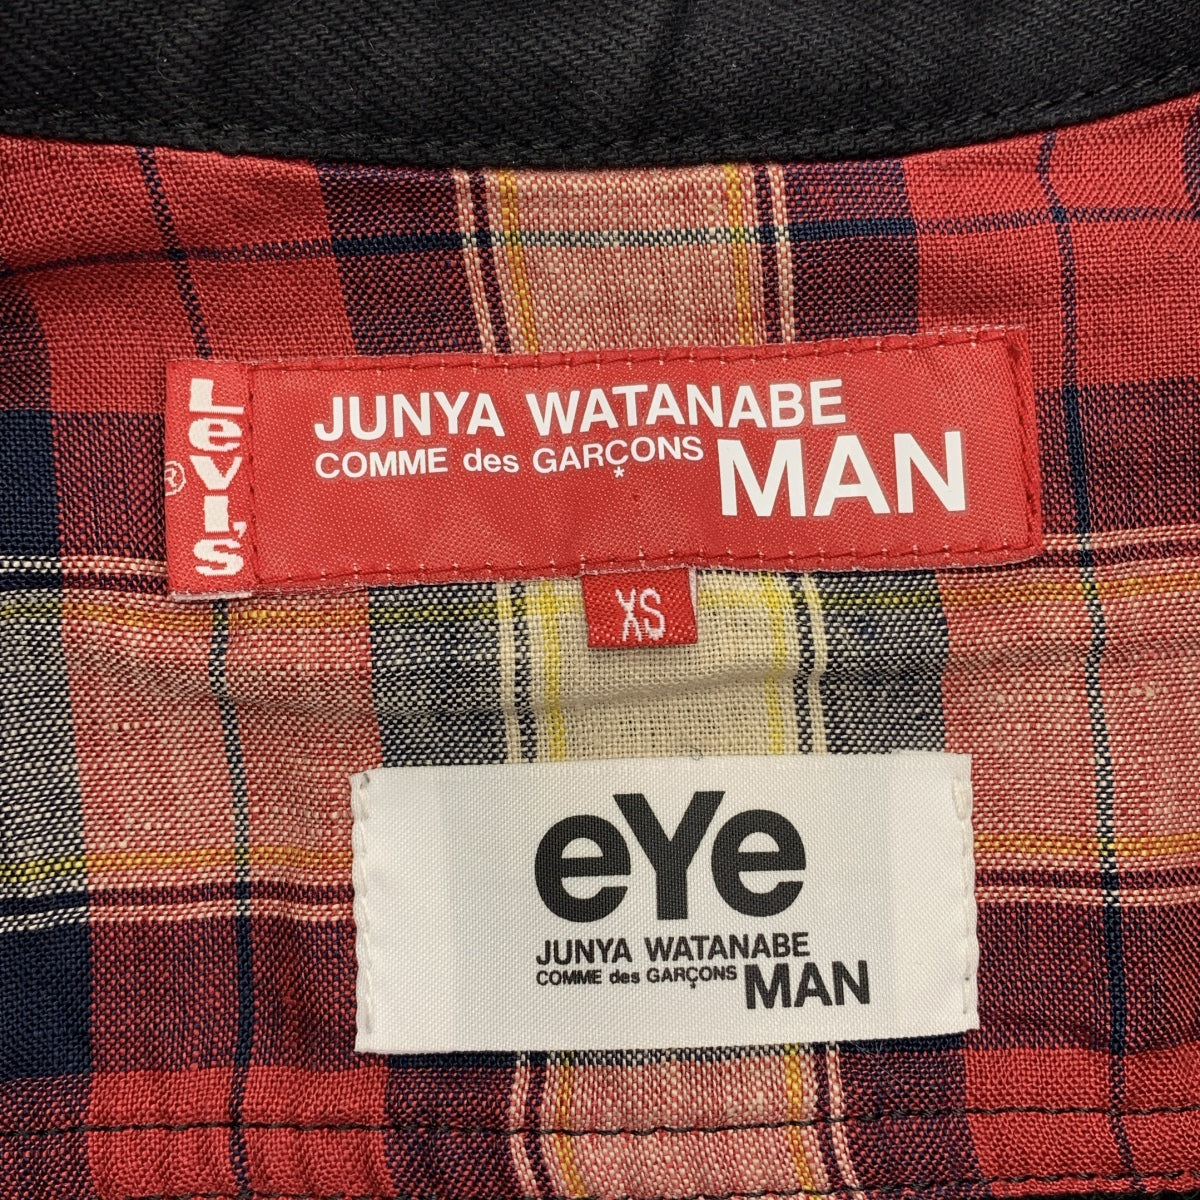 Levi's
®
JUNYA WATANABE
COMME des GARÇONS MAN
*
XS
eYe
JUNYA WATANABE
COMME des GARÇONS MAN